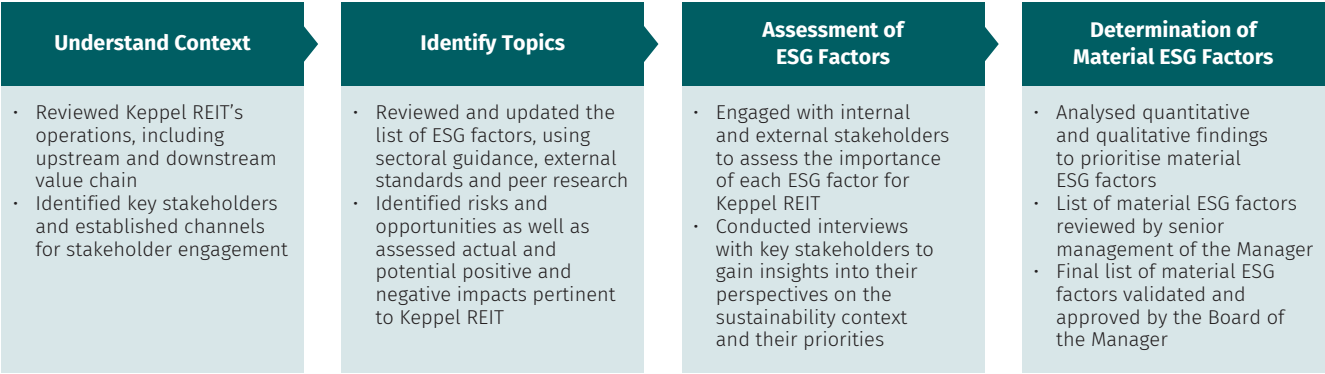 Understand Context
· Reviewed Keppel REIT's
operations, including
upstream and downstream
value chain
· Identified key stakeholders
and established channels
for stakeholder engagement
Identify Topics
· Reviewed and updated the
list of ESG factors, using
sectoral guidance, external
standards and peer research
· Identified risks and
opportunities as well as
assessed actual and
potential positive and
negative impacts pertinent
to Keppel REIT
Assessment of
ESG Factors
· Engaged with internal
and external stakeholders
to assess the importance
of each ESG factor for
Keppel REIT
· Conducted interviews
with key stakeholders to
gain insights into their
perspectives on the
sustainability context
and their priorities
Determination of
Material ESG Factors
· Analysed quantitative
and qualitative findings
to prioritise material
ESG factors
· List of material ESG factors
reviewed by senior
management of the Manager
· Final list of material ESG
factors validated and
approved by the Board of
the Manager